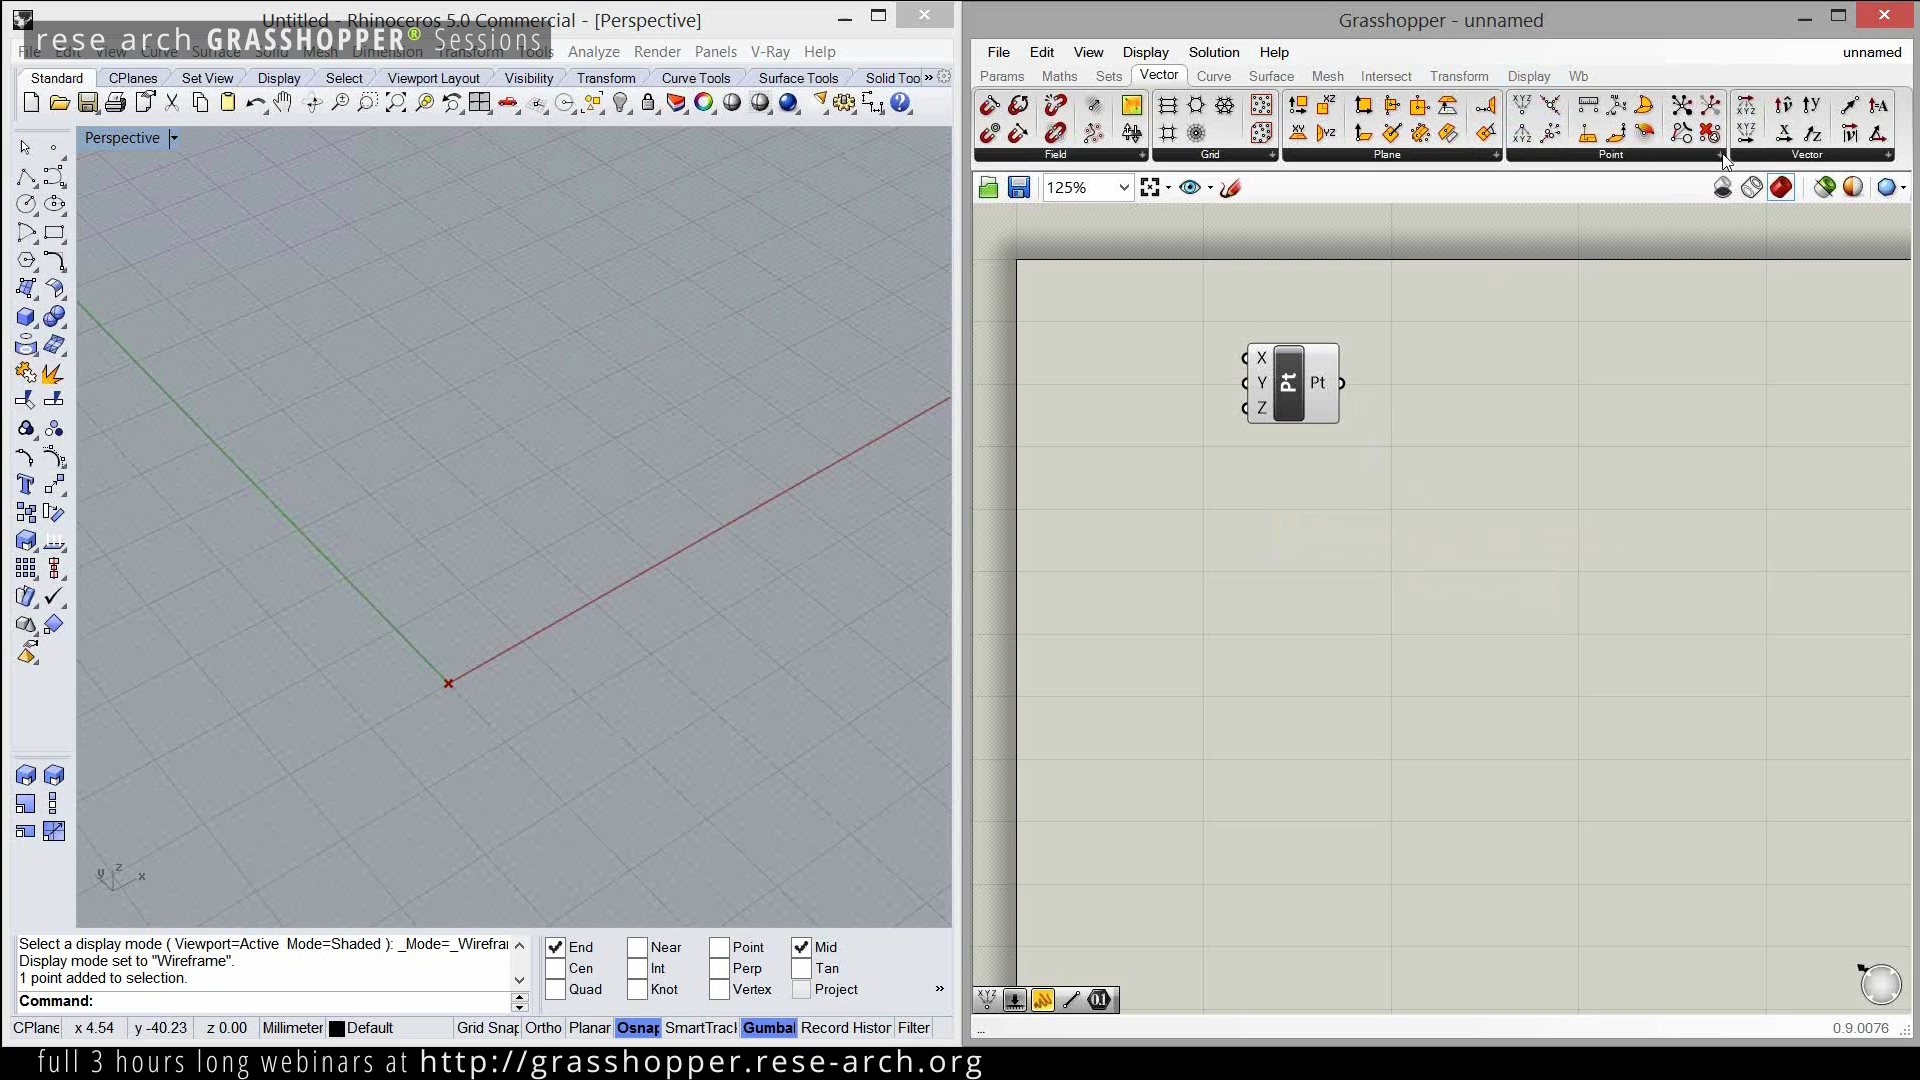 Untitled - Rhinoceros 5.0 Commercial - [Perspective]
rese arch GRASSHOPPER® Sessions
File Edit View Curve Surface Solid Mesh Dimension Transform Tools Analyze Render Panels V-Ray Help
Standard CPlanes Set View Display Select Viewport Layout Visibility Transform Curve Tools Surface Tools Solid Too »
Perspective
z
y x
Select a display mode ( Viewport=Active Mode=Shaded ): _Mode=_Wirefra
Display mode set to "Wireframe".
1 point added to selection.
Command:
End Near Point Mid
Cen Int Perp Tan
Quad Knot Vertex Project »
CPlane x 4.54 y -40.23 z 0.00 Millimeter Default Grid Snap Ortho Planar Osnap SmartTrack Gumbal Record Histor Filter
Grasshopper - unnamed
File Edit View Display Solution Help unnamed
Params Maths Sets Vector Curve Surface Mesh Intersect Transform Display Wb
Field Grid Plane Point Vector
125%
X
Y Pt Pt
Z
... 0.9.0076
full 3 hours long webinars at http://grasshopper.rese-arch.org